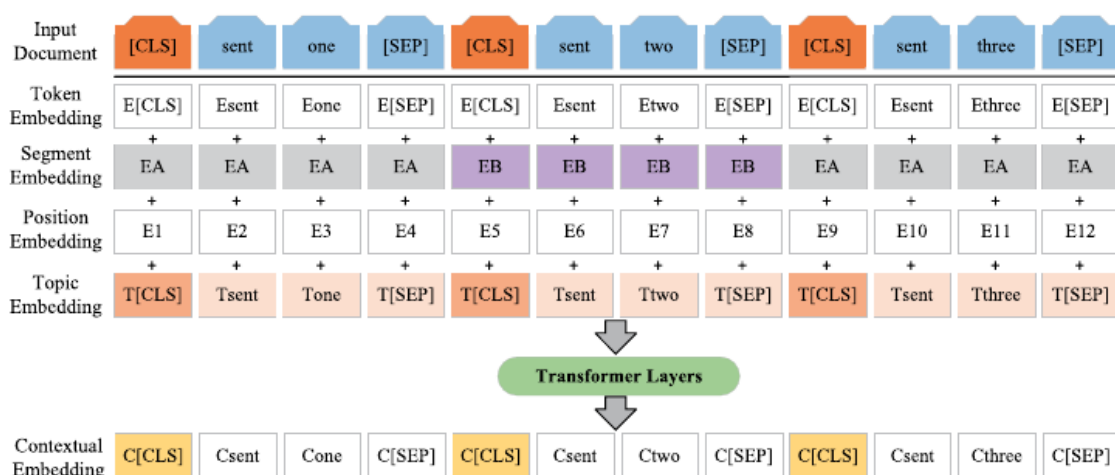 Input Document
[CLS] sent one [SEP] [CLS] sent two [SEP] [CLS] sent three [SEP]
Token Embedding
E[CLS] Esent Eone E[SEP] E[CLS] Esent Etwo E[SEP] E[CLS] Esent Ethree E[SEP]
+ + + + + + + + + + + +
Segment Embedding
EA EA EA EA EB EB EB EB EA EA EA EA
+ + + + + + + + + + + +
Position Embedding
E1 E2 E3 E4 E5 E6 E7 E8 E9 E10 E11 E12
+ + + + + + + + + + + +
Topic Embedding
T[CLS] Tsent Tone T[SEP] T[CLS] Tsent Ttwo T[SEP] T[CLS] Tsent Tthree T[SEP]
Transformer Layers
Contextual Embedding
C[CLS] Csent Cone C[SEP] C[CLS] Csent Ctwo C[SEP] C[CLS] Csent Cthree C[SEP]